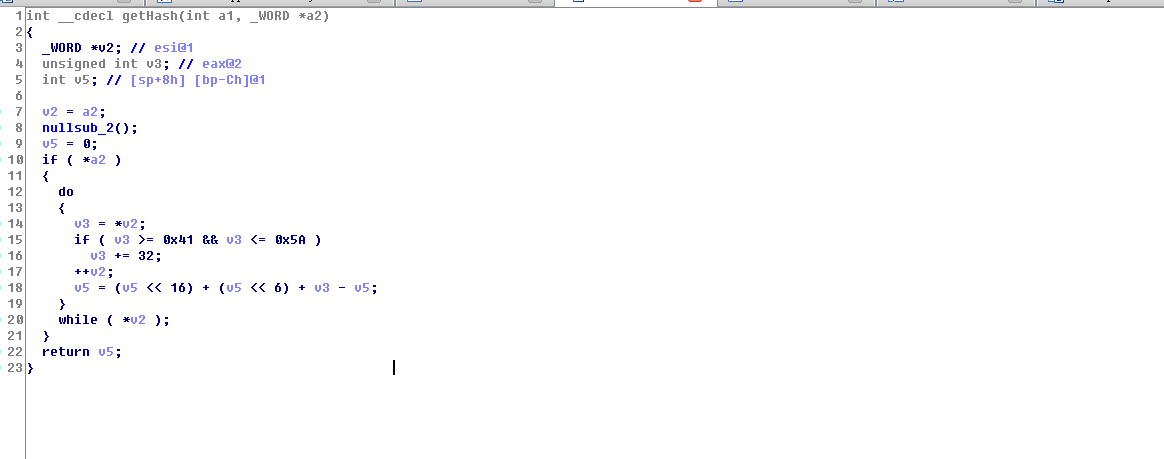 1 int __cdecl getHash(int a1, _WORD *a2)
2 {
3 _WORD *v2; // esi@1
4 unsigned int v3; // eax@2
5 int v5; // [sp+8h] [bp-Ch]@1
6
7 v2 = a2;
8 nullsub_2();
9 v5 = 0;
10 if ( *a2 )
11 {
12 do
13 {
14 v3 = *v2;
15 if ( v3 >= 0x41 && v3 <= 0x5A )
16 v3 += 32;
17 ++v2;
18 v5 = (v5 << 16) + (v5 << 6) + v3 - v5;
19 }
20 while ( *v2 );
21 }
22 return v5;
23 }